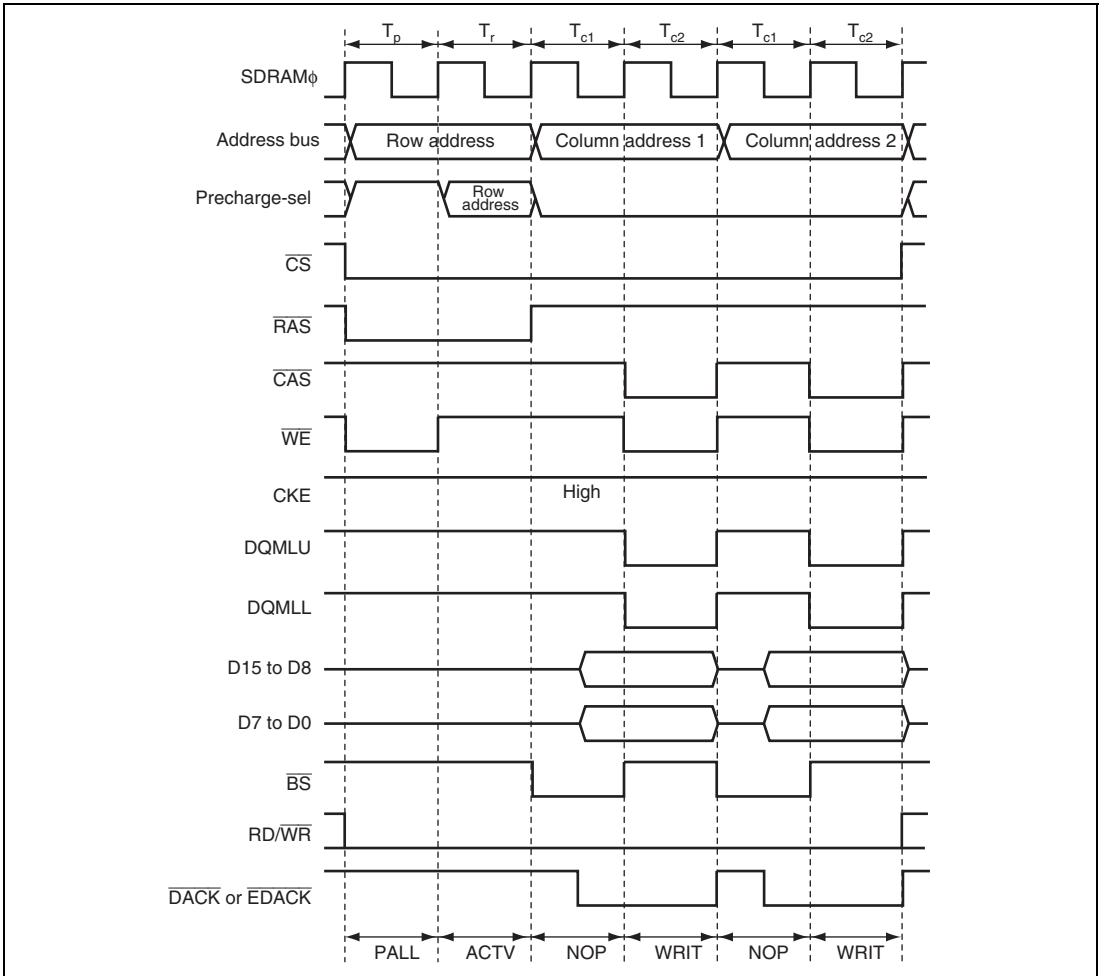 Tp Tr Tc1 Tc2 Tc1 Tc2
SDRAMϕ
Address bus Row address Column address 1 Column address 2
Precharge-sel Row address
CS
RAS
CAS
WE
CKE High
DQMLU
DQMLL
D15 to D8
D7 to D0
BS
RD/WR
DACK or EDACK
PALL ACTV NOP WRIT NOP WRIT